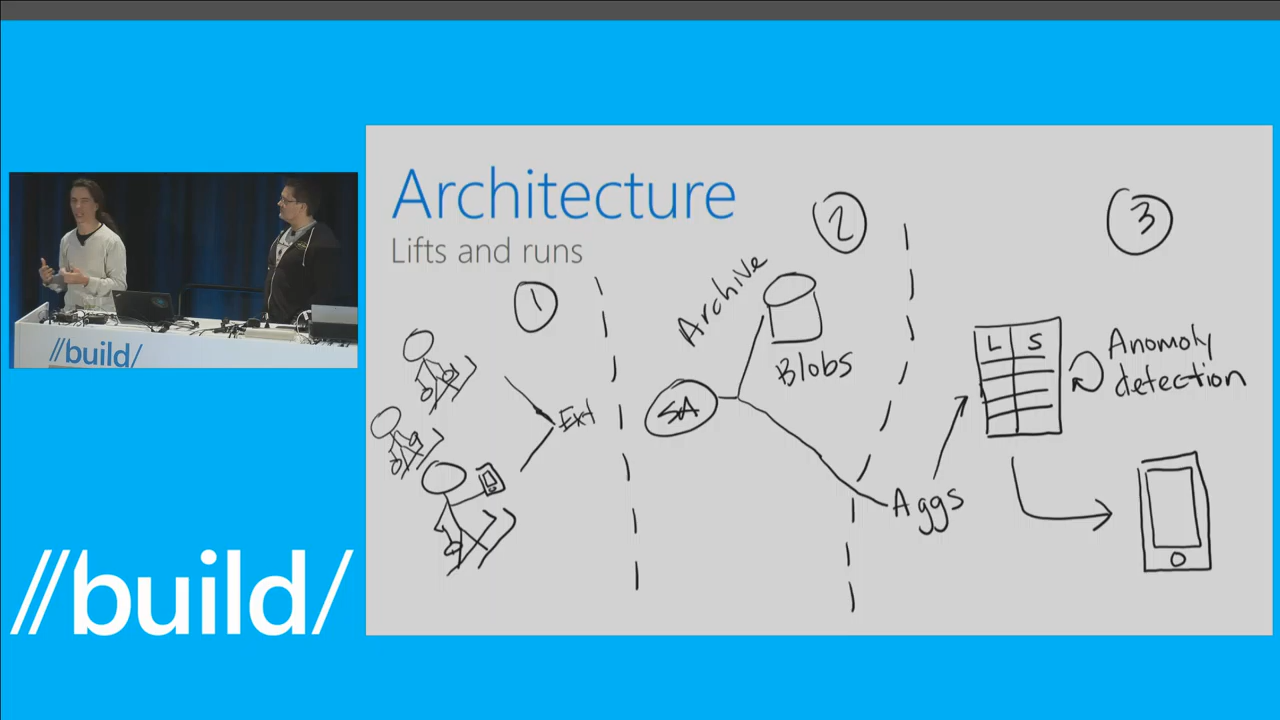 Architecture
Lifts and runs
1
2
3
Archive
Blobs
SA
Ext
Aggs
L S
Anomoly
detection
//build/
//build/